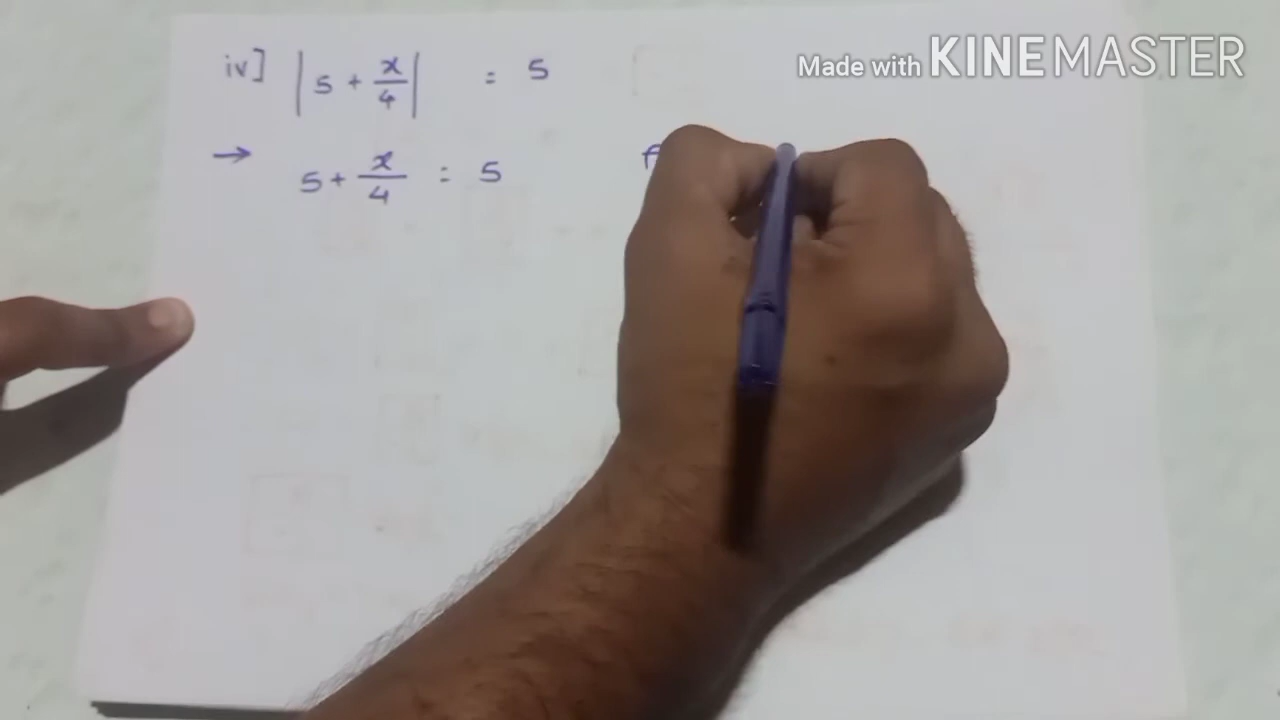 Made with KINEMASTER
iv] |5 + x/4| = 5
→ 5 + x/4 = 5